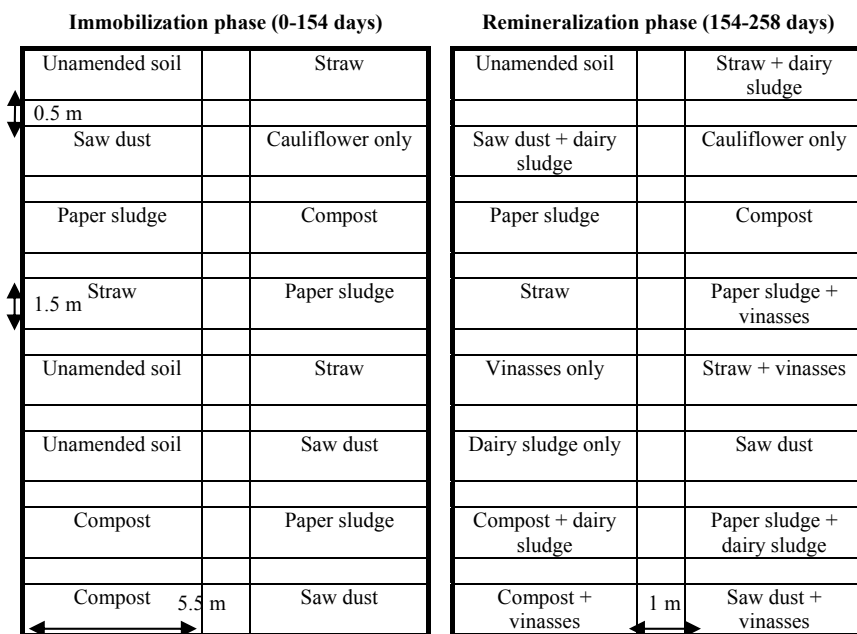 Immobilization phase (0-154 days)
Remineralization phase (154-258 days)
Unamended soil
Straw
0.5 m
Saw dust
Cauliflower only
Paper sludge
Compost
Straw
1.5 m
Paper sludge
Unamended soil
Straw
Unamended soil
Saw dust
Compost
Paper sludge
Compost
5.5 m
Saw dust
Unamended soil
Straw + dairy
sludge
Saw dust + dairy
sludge
Cauliflower only
Paper sludge
Compost
Straw
Paper sludge +
vinasses
Vinasses only
Straw + vinasses
Dairy sludge only
Saw dust
Compost + dairy
sludge
Paper sludge +
dairy sludge
Compost +
vinasses
1 m
Saw dust +
vinasses